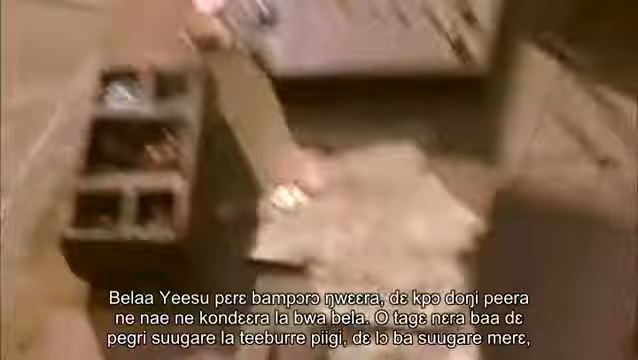 Belaa Yeesu pɛrɛ bampɔrɔ ŋwɛɛra, dɛ kpɔ doŋi peera
ne nae ne kondɛɛra la bwa bela. O tagɛ nɛra baa dɛ
pegri suugare la teeburre piigi, dɛ lɔ ba suugare merɛ,